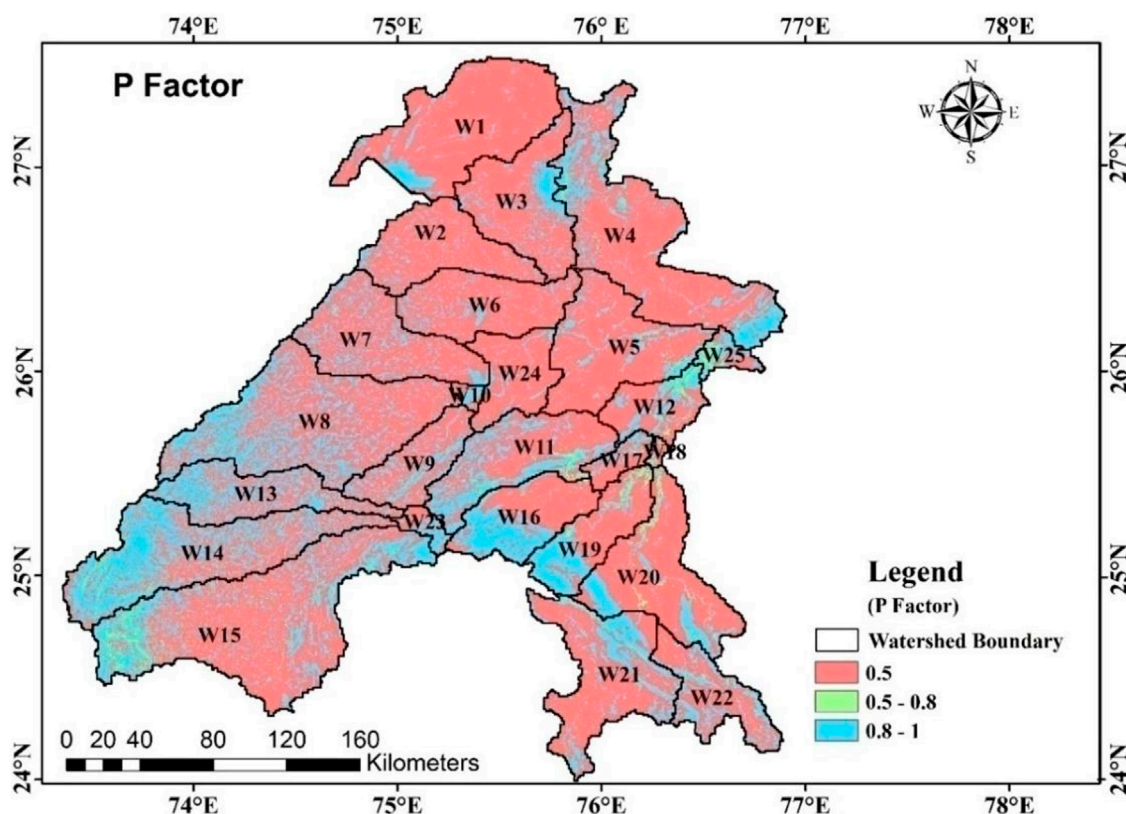 74°E 75°E 76°E 77°E 78°E
P Factor
N
W E
S
27°N 27°N
26°N 26°N
25°N 25°N
24°N 24°N
W1
W3
W2
W4
W6
W7
W5
W25
W24
W10
W12
W8
W11
W18
W9
W17
W13
W23
W16
W14
W19
W20
W15
W21
W22
Legend
(P Factor)
Watershed Boundary
0.5
0.5 - 0.8
0.8 - 1
0 20 40 80 120 160
Kilometers
74°E 75°E 76°E 77°E 78°E